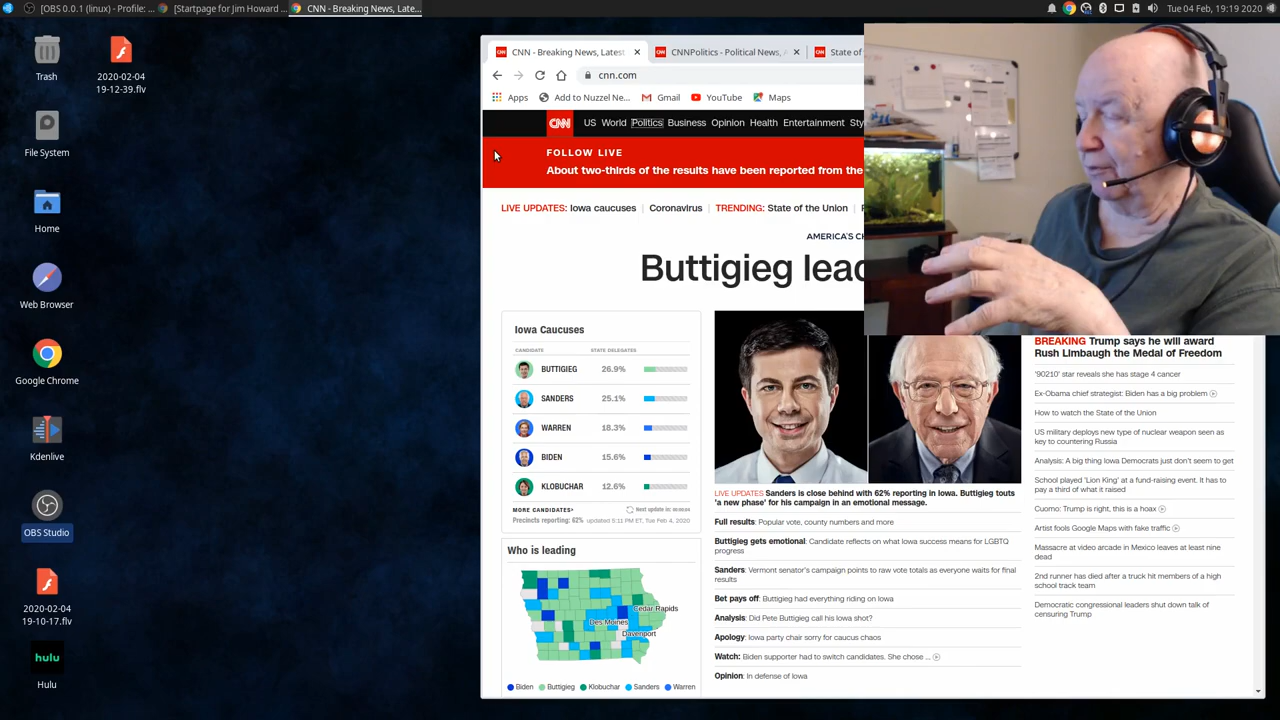 [OBS 0.0.1 (linux) - Profile: ...
[Startpage for Jim Howard ...
CNN - Breaking News, Late...
Tue 04 Feb, 19:19 2020
Trash
2020-02-04
19-12-39.flv
File System
Home
Web Browser
Google Chrome
Kdenlive
OBS Studio
2020-02-04
19-10-17.flv
hulu
Hulu
CNN - Breaking News, Latest
CNNPolitics - Political News, A
State of
cnn.com
Apps
Add to Nuzzel Ne...
Gmail
YouTube
Maps
CNN US World Politics Business Opinion Health Entertainment Sty
FOLLOW LIVE
About two-thirds of the results have been reported from the
LIVE UPDATES: Iowa caucuses | Coronavirus | TRENDING: State of the Union
AMERICA'S CH
Buttigieg lead
Iowa Caucuses
CANDIDATE STATE DELEGATES
BUTTIGIEG 26.9%
SANDERS 25.1%
WARREN 18.3%
BIDEN 15.6%
KLOBUCHAR 12.6%
MORE CANDIDATES
Next update in:
Precincts reporting: 62% updated 5:11 PM ET, Tue Feb 4, 2020
Who is leading
Cedar Rapids
Des Moines
Davenport
Biden Buttigieg Klobuchar Sanders Warren
LIVE UPDATES Sanders is close behind with 62% reporting in Iowa. Buttigieg touts
'a new phase' for his campaign in an emotional message.
Full results: Popular vote, county numbers and more
Buttigieg gets emotional: Candidate reflects on what Iowa success means for LGBTQ
progress
Sanders: Vermont senator's campaign points to raw vote totals as everyone waits for final
results
Bet pays off: Buttigieg had everything riding on Iowa
Analysis: Did Pete Buttigieg call his Iowa shot?
Apology: Iowa party chair sorry for caucus chaos
Watch: Biden supporter had to switch candidates. She chose ...
Opinion: In defense of Iowa
BREAKING Trump says he will award
Rush Limbaugh the Medal of Freedom
'90210' star reveals she has stage 4 cancer
Ex-Obama chief strategist: Biden has a big problem
How to watch the State of the Union
US military deploys new type of nuclear weapon seen as
key to countering Russia
Analysis: A big thing Iowa Democrats just don't seem to get
School played 'Lion King' at a fund-raising event. It has to
pay a third of what it raised
Cuomo: Trump is right, this is a hoax
Artist fools Google Maps with fake traffic
Massacre at video arcade in Mexico leaves at least nine
dead
2nd runner has died after a truck hit members of a high
school track team
Democratic congressional leaders shut down talk of
censuring Trump